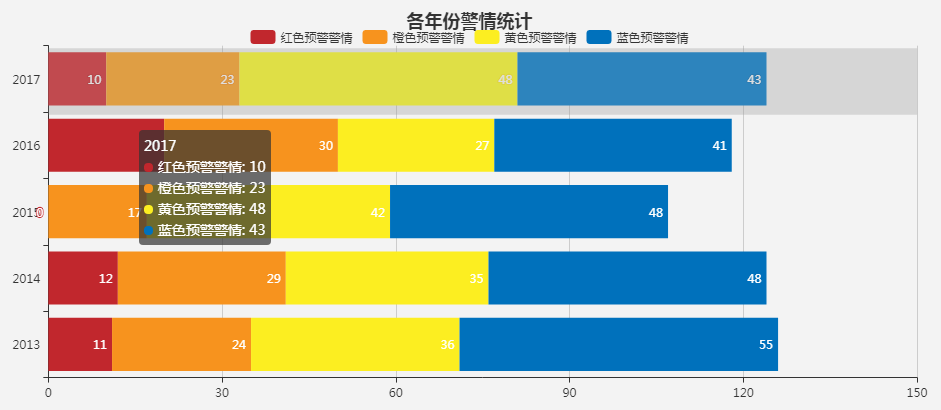 各年份警情统计
红色预警警情 橙色预警警情 黄色预警警情 蓝色预警警情
2017 10 23 48 43
2016 30 27 41
2017
红色预警警情: 10
橙色预警警情: 23
黄色预警警情: 48
蓝色预警警情: 43
2015 0 17 42 48
2014 12 29 35 48
2013 11 24 36 55
0 30 60 90 120 150